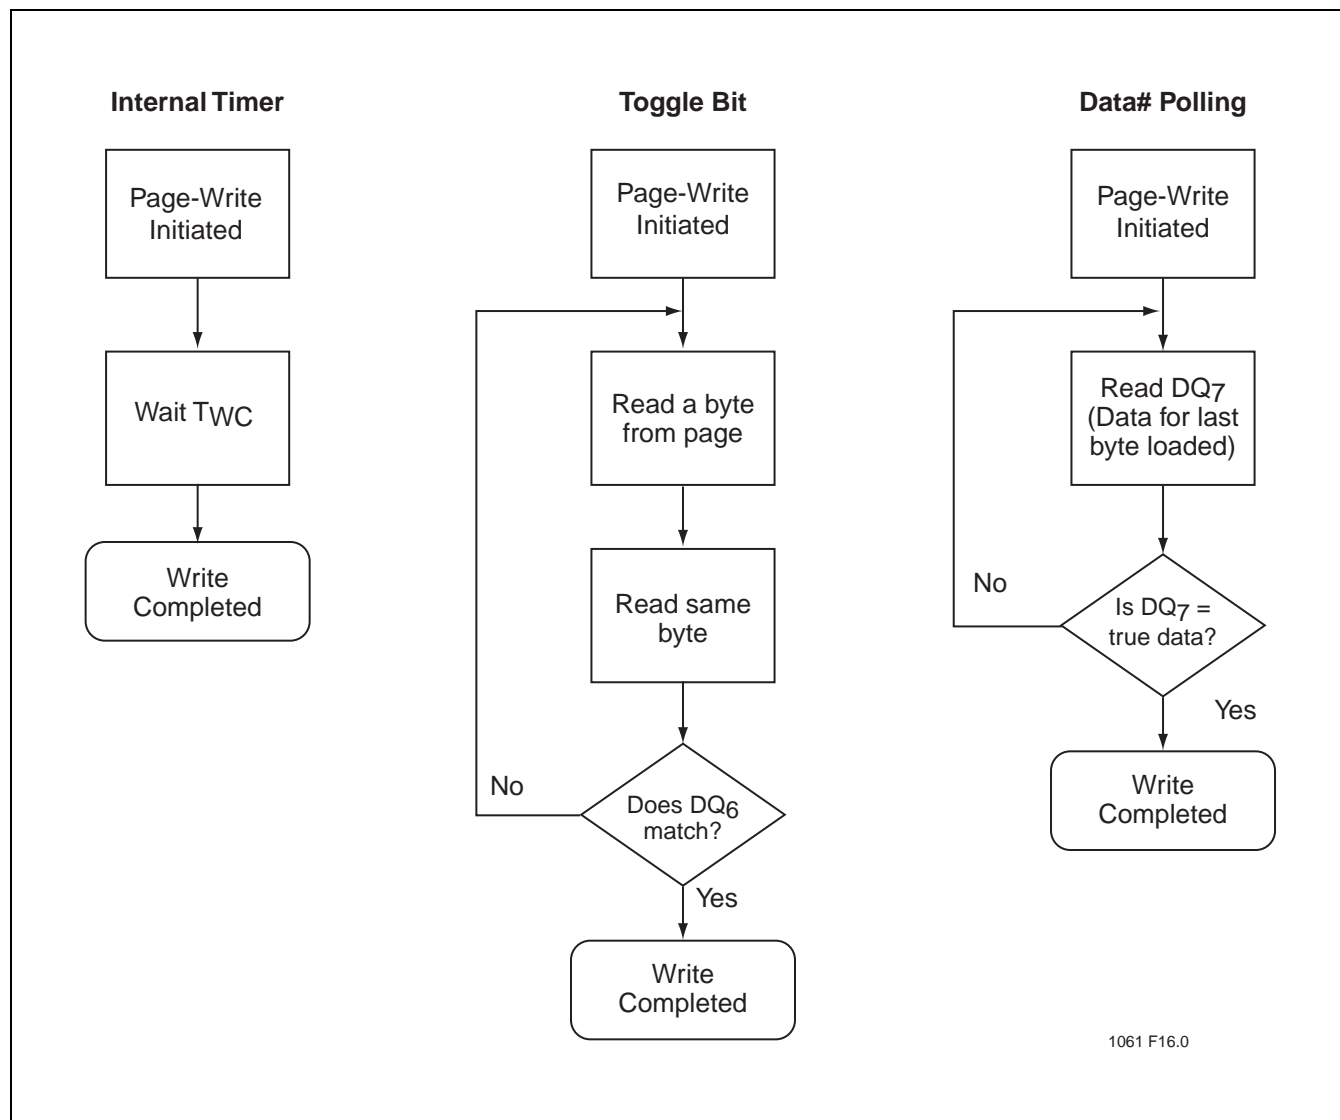 Internal Timer
Page-Write
Initiated
Wait TWC
Write
Completed
Toggle Bit
Page-Write
Initiated
Read a byte
from page
Read same
byte
No
Does DQ6
match?
Yes
Write
Completed
Data# Polling
Page-Write
Initiated
Read DQ7
(Data for last
byte loaded)
No
Is DQ7 =
true data?
Yes
Write
Completed
1061 F16.0